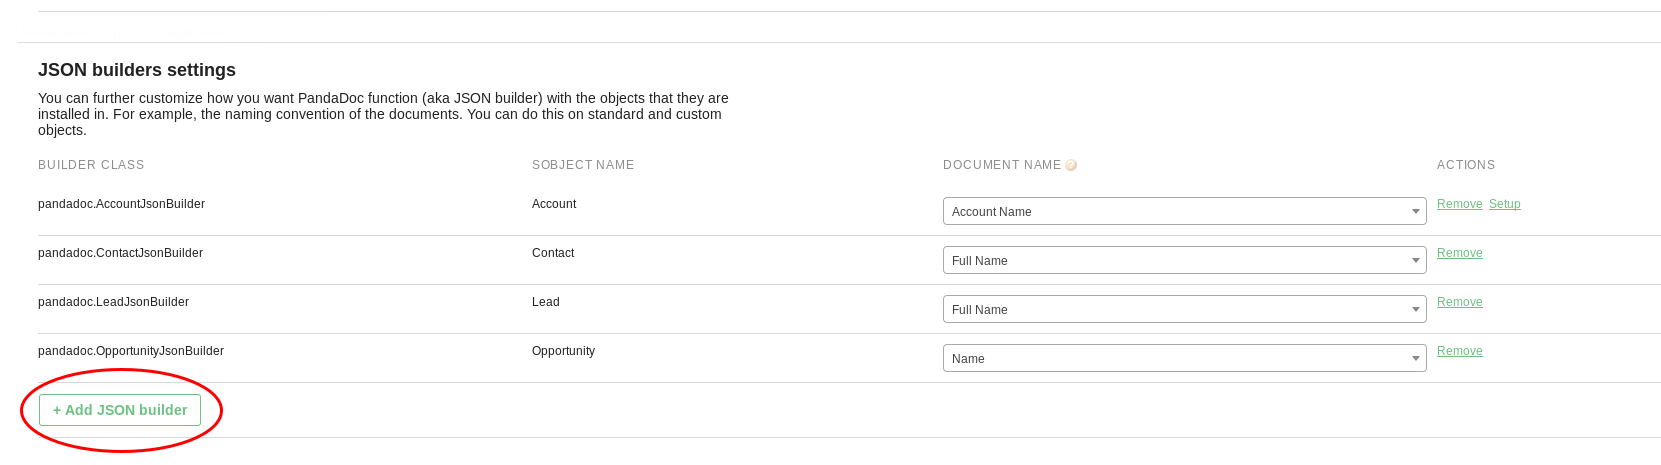 JSON builders settings
You can further customize how you want PandaDoc function (aka JSON builder) with the objects that they are
installed in. For example, the naming convention of the documents. You can do this on standard and custom
objects.
BUILDER CLASS SOBJECT NAME DOCUMENT NAME ? ACTIONS
pandadoc.AccountJsonBuilder Account Account Name Remove Setup
pandadoc.ContactJsonBuilder Contact Full Name Remove
pandadoc.LeadJsonBuilder Lead Full Name Remove
pandadoc.OpportunityJsonBuilder Opportunity Name Remove
+ Add JSON builder